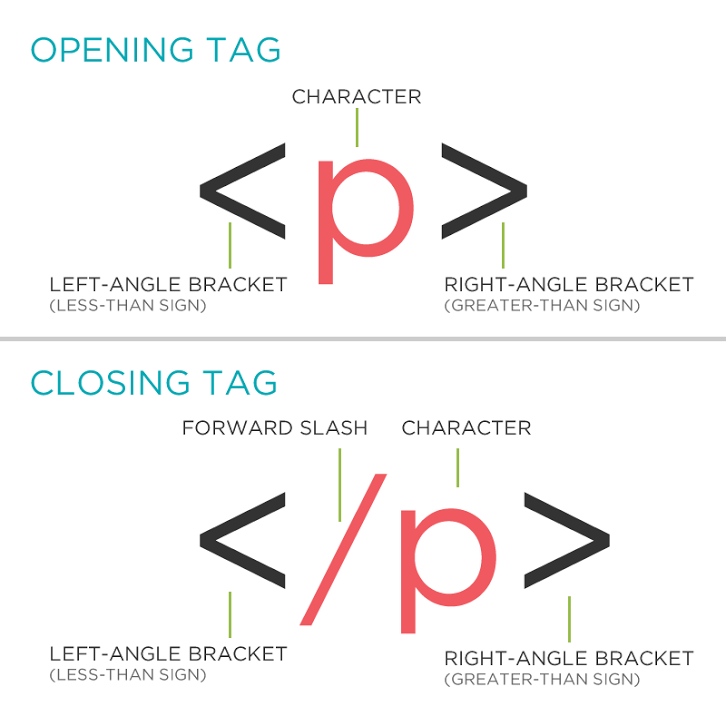 OPENING TAG
CHARACTER
<p>
LEFT-ANGLE BRACKET
(LESS-THAN SIGN)
RIGHT-ANGLE BRACKET
(GREATER-THAN SIGN)
CLOSING TAG
FORWARD SLASH
CHARACTER
</p>
LEFT-ANGLE BRACKET
(LESS-THAN SIGN)
RIGHT-ANGLE BRACKET
(GREATER-THAN SIGN)